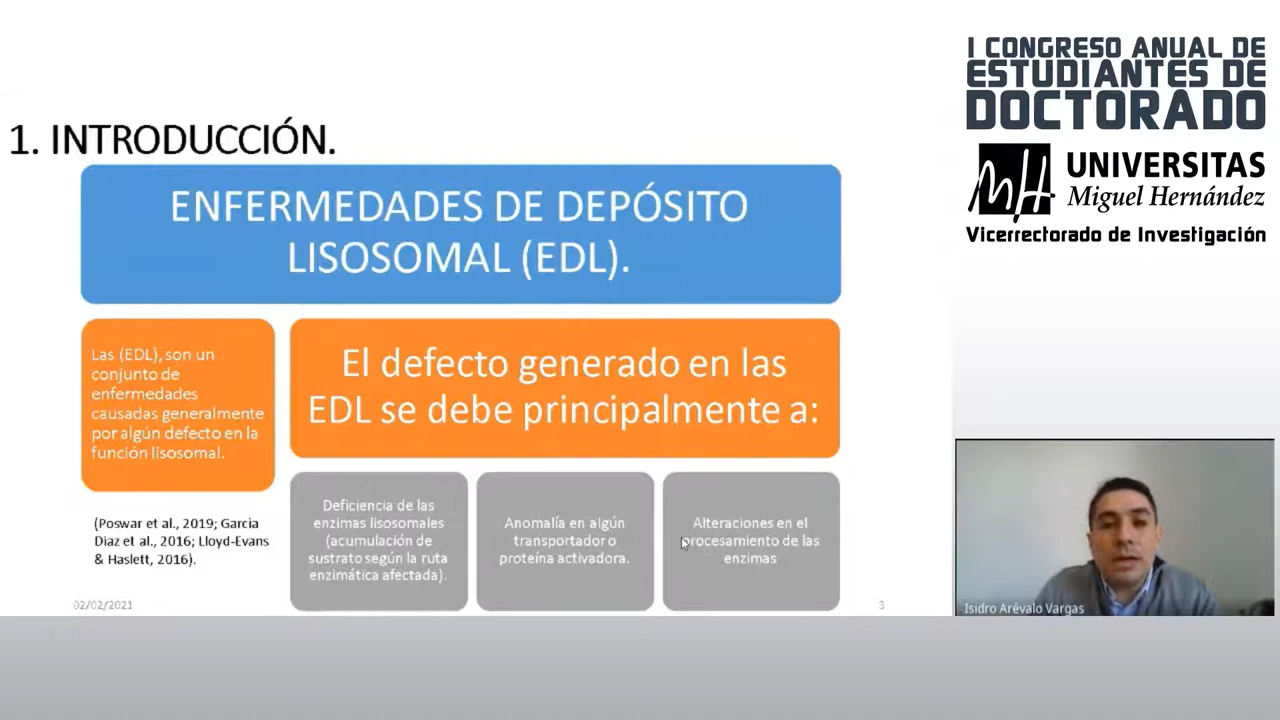 I CONGRESO ANUAL DE
ESTUDIANTES DE
DOCTORADO
UNIVERSITAS
Miguel Hernández
Vicerrectorado de Investigación
1. INTRODUCCIÓN.
ENFERMEDADES DE DEPÓSITO
LISOSOMAL (EDL).
Las (EDL), son un
conjunto de
enfermedades
causadas generalmente
por algún defecto en la
función lisosomal.
El defecto generado en las
EDL se debe principalmente a:
(Poswar et al., 2019; García
Díaz et al., 2016; Lloyd-Evans
& Haslett, 2016).
Deficiencia de las
enzimas lisosomales
(acumulación de
sustrato según la ruta
enzimática afectada).
Anomalía en algún
transportador o
proteína activadora.
Alteraciones en el
procesamiento de las
enzimas
02/02/2021
3
Isidro Arévalo Vargas